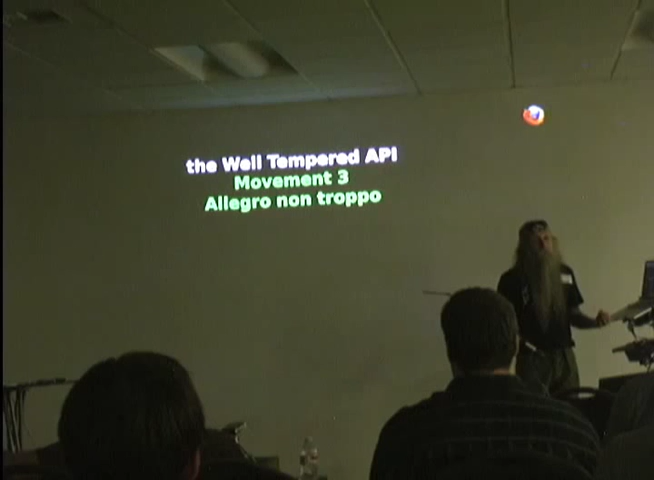 the Well Tempered API
Movement 3
Allegro non troppo